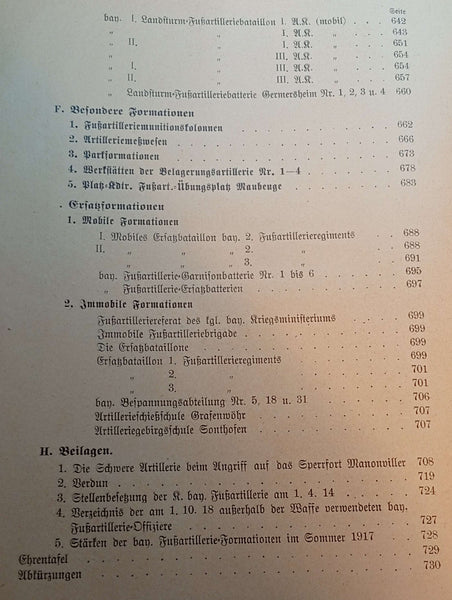 Seite
bay. I. Landsturm-Fußartilleriebataillon I. A.K. (mobil) . . . 642
„ „ I. A.K. „ . . . 643
„ II. „ I. A.K. „ . . . 651
„ „ III. A.K. „ . . . 654
„ I. „ III. A.K. „ . . . 654
„ II. „ III. A.K. „ . . . 657
„ Landsturm-Fußartilleriebatterie Germersheim Nr. 1, 2, 3 u. 4 660
F. Besondere Formationen
1. Fußartilleriemunitionskolonnen . . . 662
2. Artilleriemeßwesen . . . 666
3. Parkformationen . . . 673
4. Werkstätten der Belagerungsartillerie Nr. 1—4 . . . 678
5. Platz-Kdtr. Fußart.-Übungsplatz Maubeuge . . . 683
. Ersatzformationen
1. Mobile Formationen
I. Mobiles Ersatzbataillon bay. 2. Fußartillerieregiments . . 688
II. „ „ „ 2. „ . . 688
„ „ „ 3. „ . . 691
bay. Fußartillerie-Garnisonbatterie Nr. 1 bis 6 . . . 695
„ Fußartillerie-Ersatzbatterien . . . 697
2. Immobile Formationen
Fußartilleriereferat des kgl. bay. Kriegsministeriums . . . 699
Immobile Fußartilleriebrigade . . . 699
Die Ersatzbataillone . . . 699
Ersatzbataillon 1. Fußartillerieregiments . . . 699
„ 2. „ . . . 701
„ 3. „ . . . 701
bay. Bespannungsabteilung Nr. 5, 18 u. 31 . . . 706
Artillerieschießschule Grafenwöhr . . . 707
Artilleriegebirgsschule Sonthofen . . . 707
H. Beilagen.
1. Die Schwere Artillerie beim Angriff auf das Sperrfort Manonviller 708
2. Verdun . . . 719
3. Stellenbesetzung der K. bay. Fußartillerie am 1. 4. 14 . . . 724
4. Verzeichnis der am 1. 10. 18 außerhalb der Waffe verwendeten bay.
Fußartillerie-Offiziere . . . 727
5. Stärken der bay. Fußartillerie-Formationen im Sommer 1917 . . 728
Ehrentafel . . . 729
Abkürzungen . . . 730